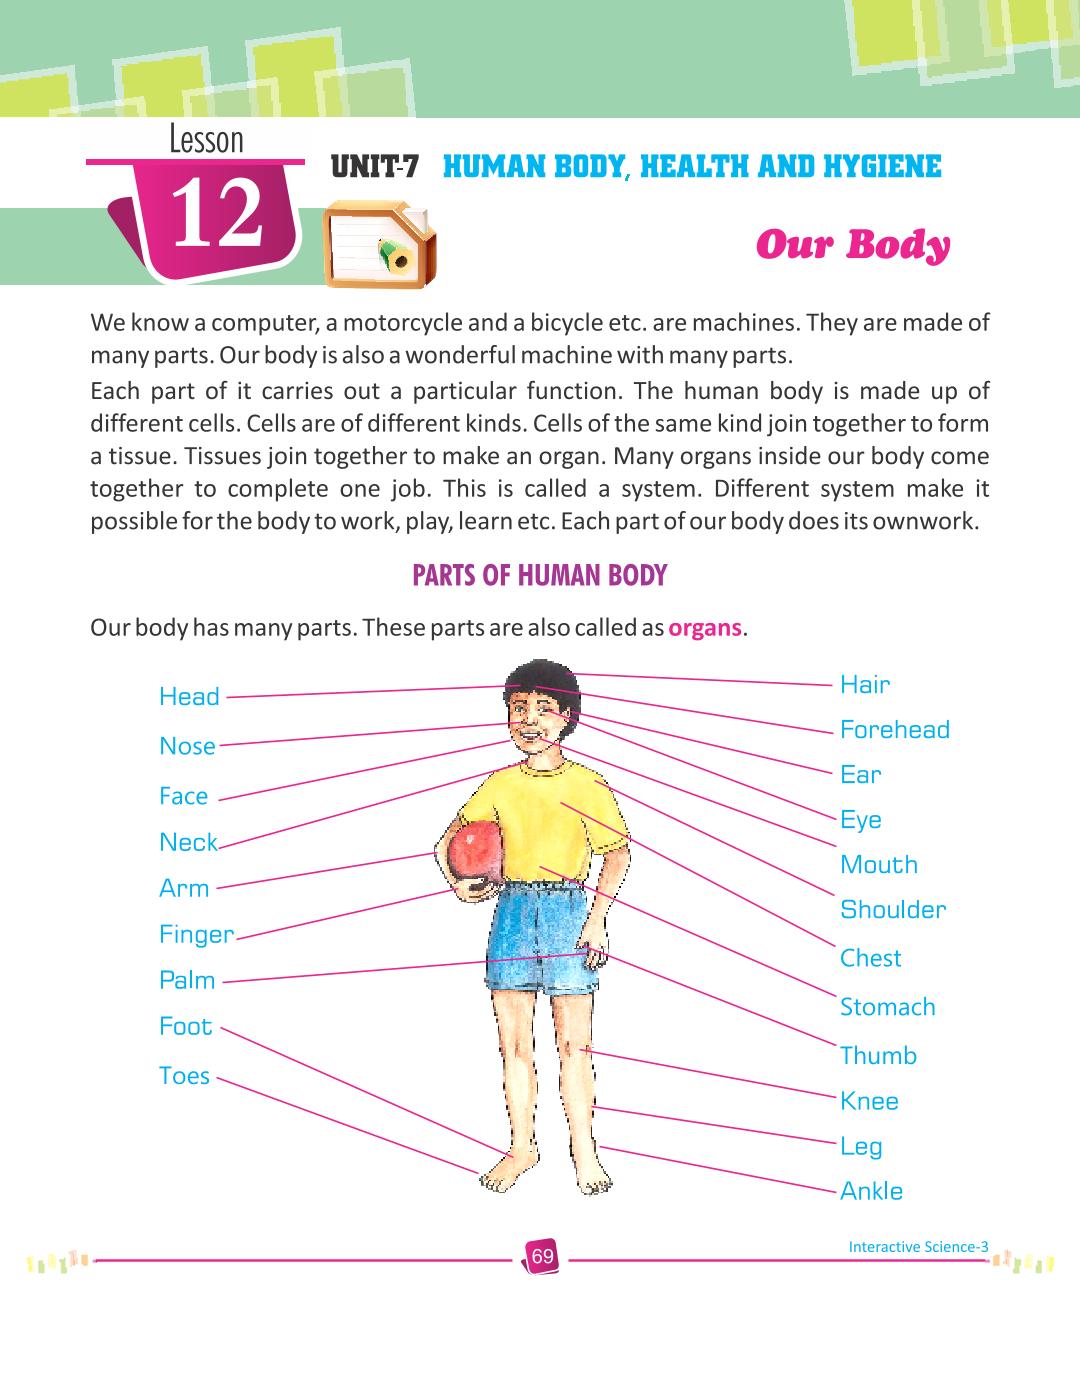 Lesson
12
UNIT-7 HUMAN BODY, HEALTH AND HYGIENE
Our Body
We know a computer, a motorcycle and a bicycle etc. are machines. They are made of
many parts. Our body is also a wonderful machine with many parts.
Each part of it carries out a particular function. The human body is made up of
different cells. Cells are of different kinds. Cells of the same kind join together to form
a tissue. Tissues join together to make an organ. Many organs inside our body come
together to complete one job. This is called a system. Different system make it
possible for the body to work, play, learn etc. Each part of our body does its ownwork.
PARTS OF HUMAN BODY
Our body has many parts. These parts are also called as organs.
Head
Nose
Face
Neck
Arm
Finger
Palm
Foot
Toes
Hair
Forehead
Ear
Eye
Mouth
Shoulder
Chest
Stomach
Thumb
Knee
Leg
Ankle
69
Interactive Science-3